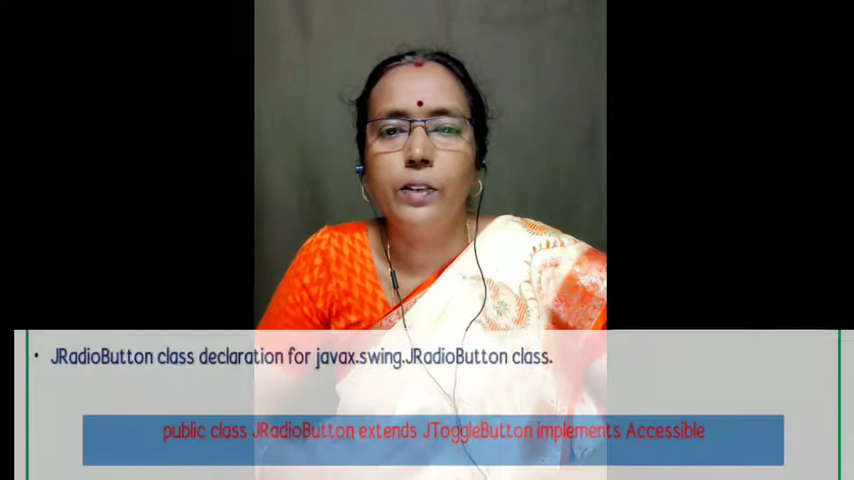 • JRadioButton class declaration for javax.swing.JRadioButton class.
public class JRadioButton extends JToggleButton implements Accessible